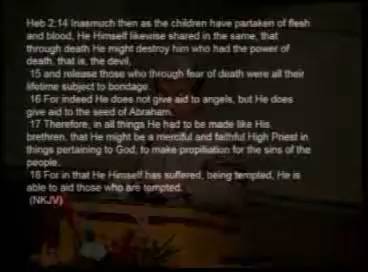 Heb 2:14 Inasmuch then as the children have partaken of flesh
and blood, He Himself likewise shared in the same, that
through death He might destroy him who had the power of
death, that is, the devil,
15 and release those who through fear of death were all their
lifetime subject to bondage.
16 For indeed He does not give aid to angels, but He does
give aid to the seed of Abraham.
17 Therefore, in all things He had to be made like His
brethren, that He might be a merciful and faithful High Priest in
things pertaining to God, to make propitiation for the sins of the
people.
18 For in that He Himself has suffered, being tempted, He is
able to aid those who are tempted.
(NKJV)